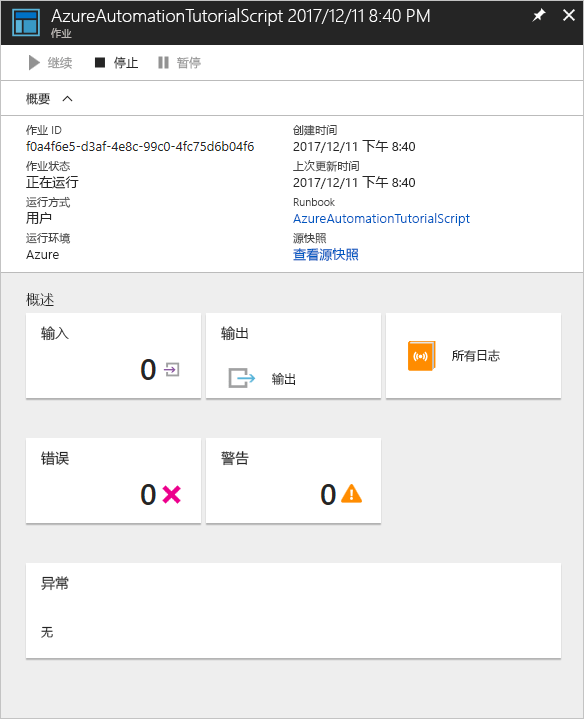 AzureAutomationTutorialScript 2017/12/11 8:40 PM
作业
继续 停止 暂停
概要
作业 ID
f0a4f6e5-d3af-4e8c-99c0-4fc75d6b04f6
作业状态
正在运行
运行方式
用户
运行环境
Azure
创建时间
2017/12/11 下午 8:40
上次更新时间
2017/12/11 下午 8:40
Runbook
AzureAutomationTutorialScript
源快照
查看源快照
概述
输入
0
输出
输出
所有日志
错误
0
警告
0
异常
无